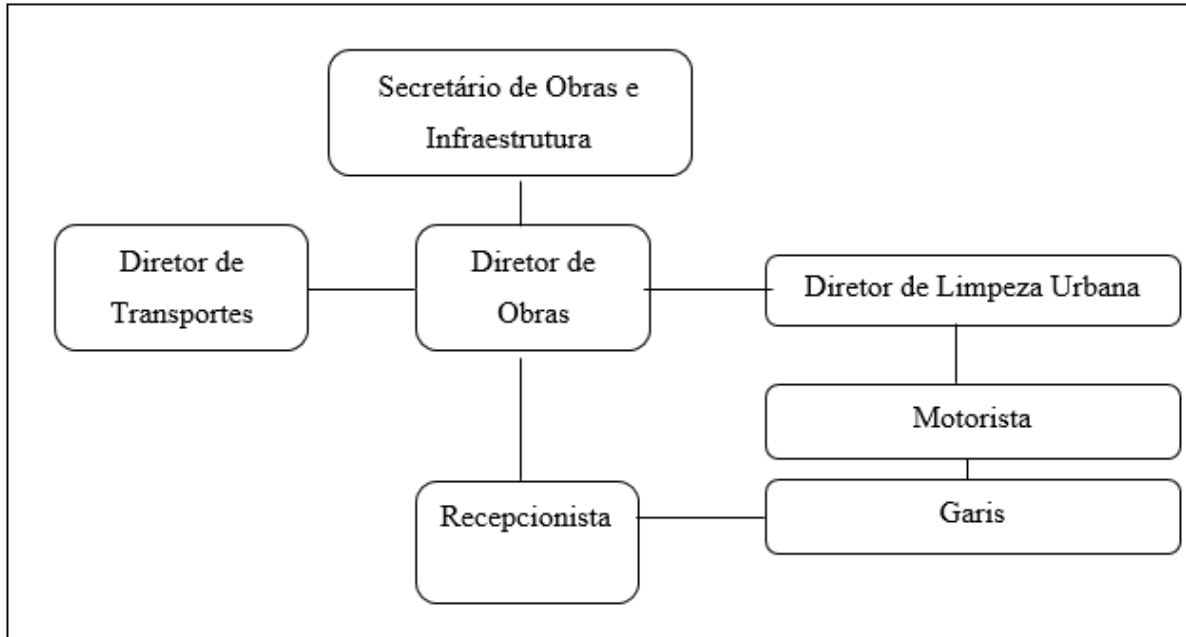 Secretário de Obras e
Infraestrutura
Diretor de
Transportes
Diretor de
Obras
Diretor de Limpeza Urbana
Motorista
Recepcionista
Garis